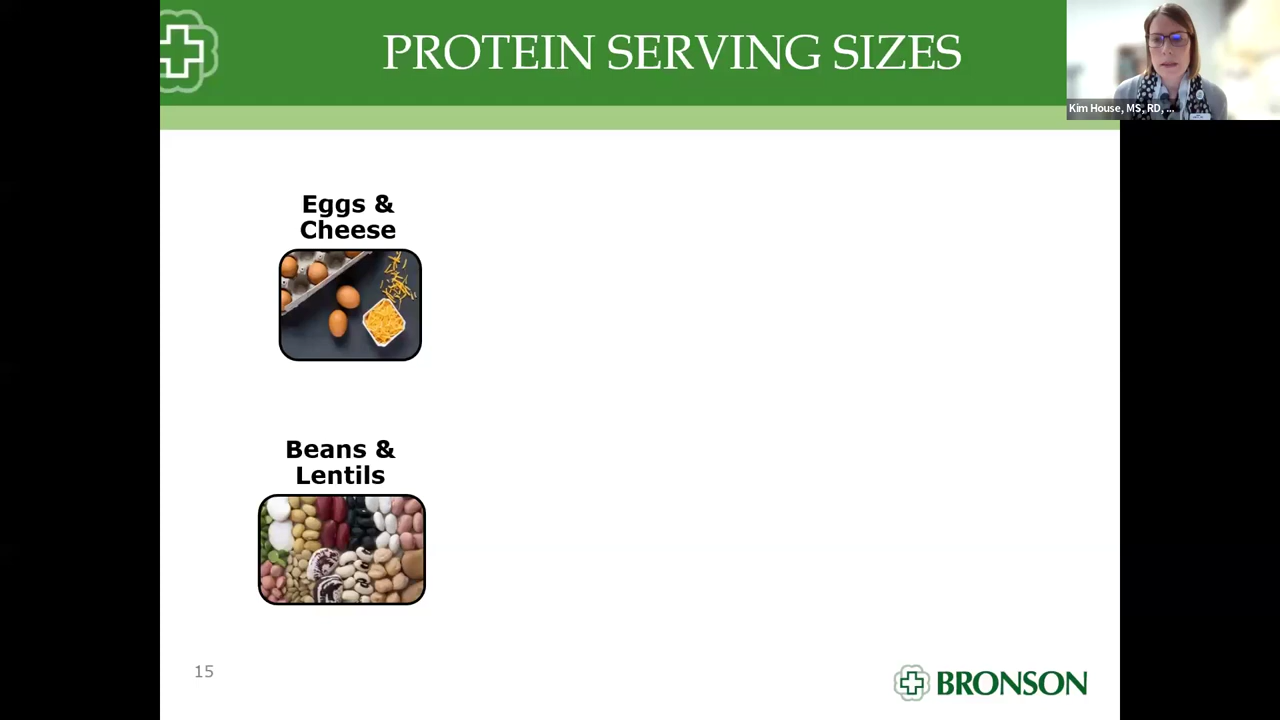 PROTEIN SERVING SIZES
Kim House, MS, RD, ...
Eggs &
Cheese
Beans &
Lentils
15
BRONSON